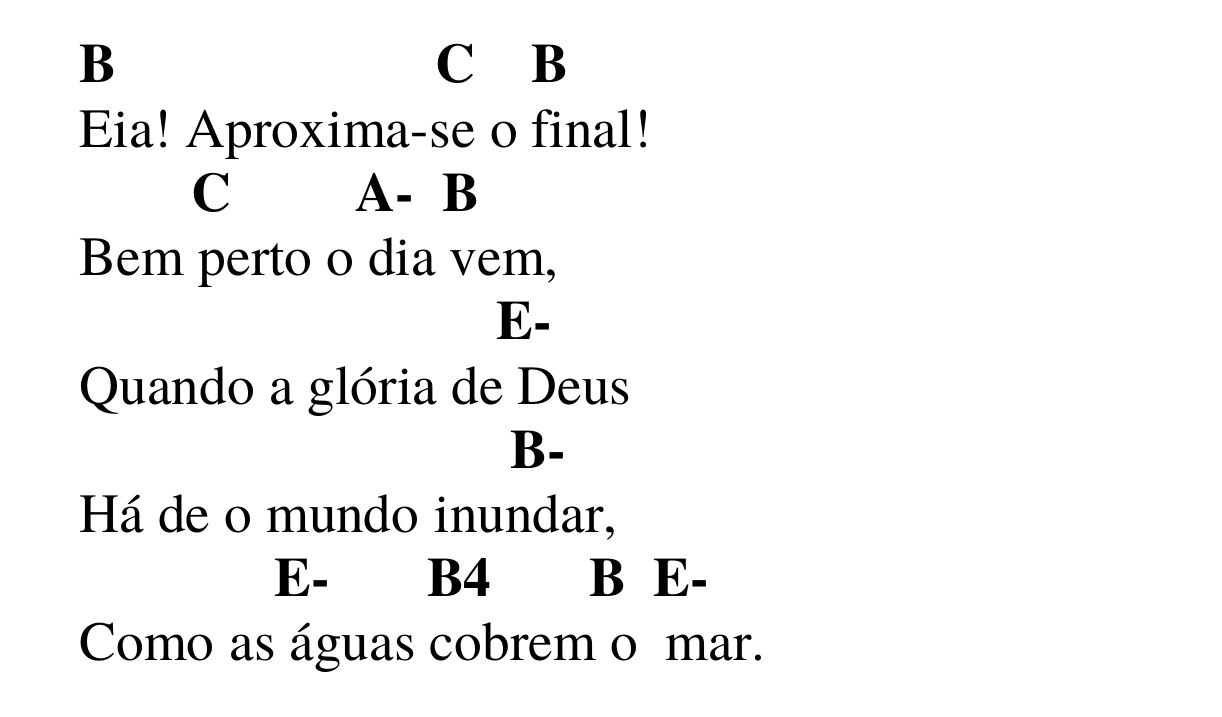 B C B
Eia! Aproxima-se o final!
C A- B
Bem perto o dia vem,
E-
Quando a glória de Deus
B-
Há de o mundo inundar,
E- B4 B E-
Como as águas cobrem o mar.